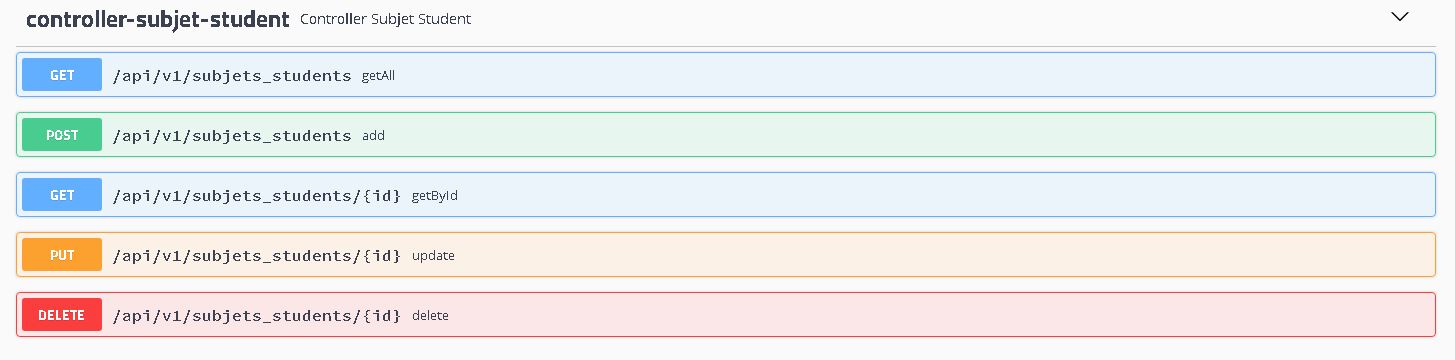 controller-subjet-student Controller Subjet Student
GET /api/v1/subjets_students getAll
POST /api/v1/subjets_students add
GET /api/v1/subjets_students/{id} getById
PUT /api/v1/subjets_students/{id} update
DELETE /api/v1/subjets_students/{id} delete